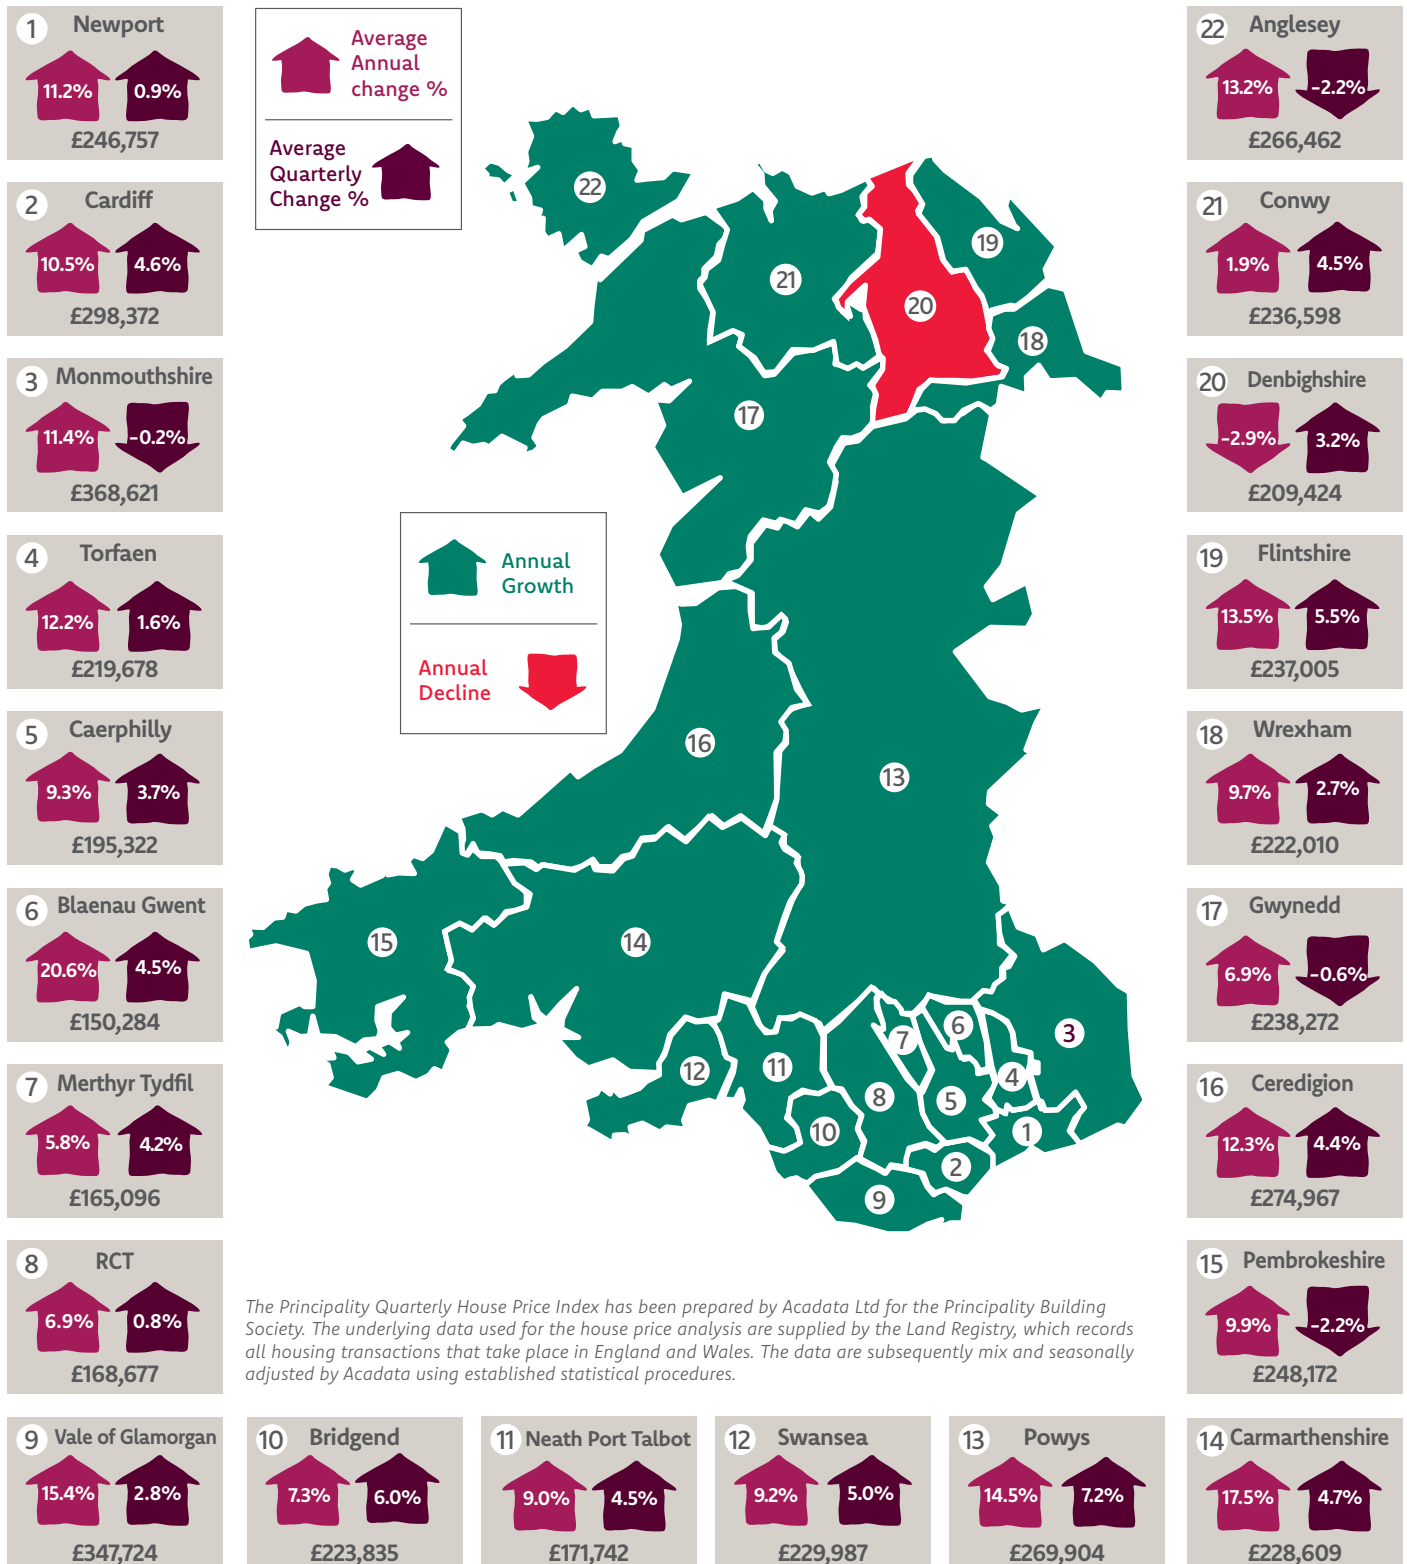 1 Newport
11.2% 0.9%
£246,757
2 Cardiff
10.5% 4.6%
£298,372
3 Monmouthshire
11.4% -0.2%
£368,621
4 Torfaen
12.2% 1.6%
£219,678
5 Caerphilly
9.3% 3.7%
£195,322
6 Blaenau Gwent
20.6% 4.5%
£150,284
7 Merthyr Tydfil
5.8% 4.2%
£165,096
8 RCT
6.9% 0.8%
£168,677
9 Vale of Glamorgan
15.4% 2.8%
£347,724
10 Bridgend
7.3% 6.0%
£223,835
11 Neath Port Talbot
9.0% 4.5%
£171,742
12 Swansea
9.2% 5.0%
£229,987
13 Powys
14.5% 7.2%
£269,904
14 Carmarthenshire
17.5% 4.7%
£228,609
15 Pembrokeshire
9.9% -2.2%
£248,172
16 Ceredigion
12.3% 4.4%
£274,967
17 Gwynedd
6.9% -0.6%
£238,272
18 Wrexham
9.7% 2.7%
£222,010
19 Flintshire
13.5% 5.5%
£237,005
20 Denbighshire
-2.9% 3.2%
£209,424
21 Conwy
1.9% 4.5%
£236,598
22 Anglesey
13.2% -2.2%
£266,462
Average
Annual
change %
Average
Quarterly
Change %
Annual
Growth
Annual
Decline
22
19
21
20
18
17
16
13
15
14
3
6
7
12
11
4
8
5
10
1
2
9
The Principality Quarterly House Price Index has been prepared by Acadata Ltd for the Principality Building
Society. The underlying data used for the house price analysis are supplied by the Land Registry, which records
all housing transactions that take place in England and Wales. The data are subsequently mix and seasonally
adjusted by Acadata using established statistical procedures.